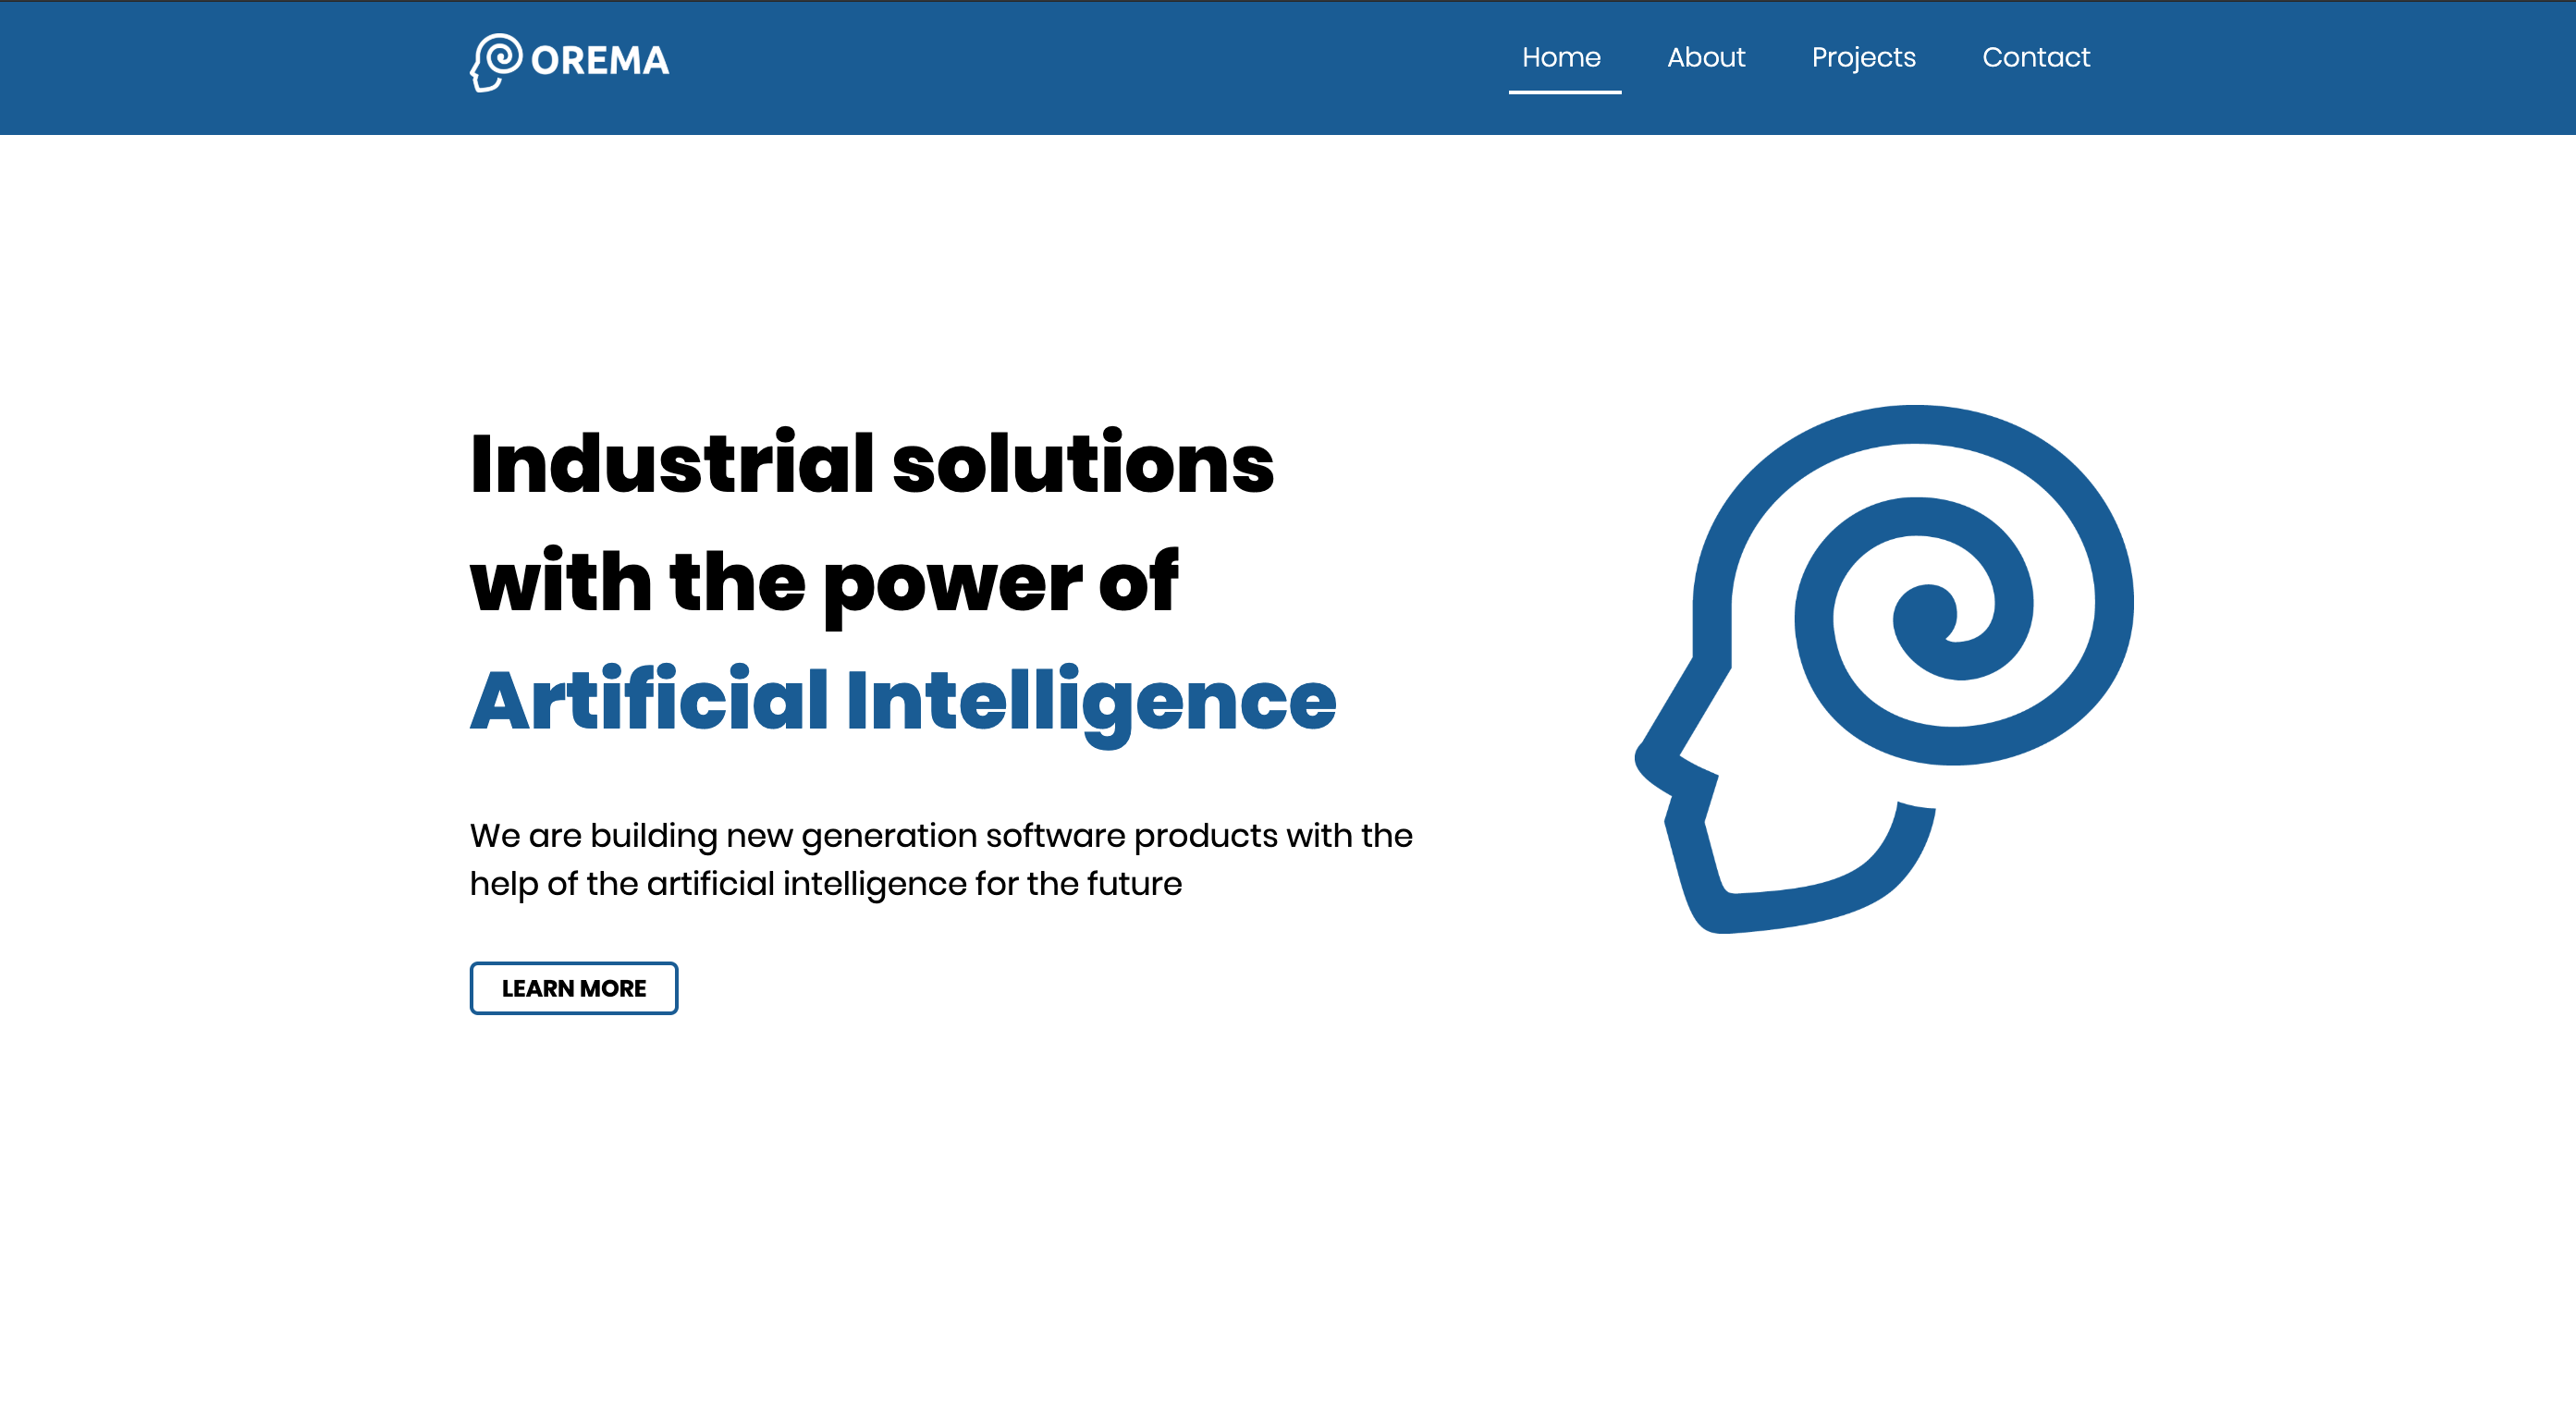 OREMA
Home About Projects Contact
Industrial solutions
with the power of
Artificial Intelligence
We are building new generation software products with the
help of the artificial intelligence for the future
LEARN MORE